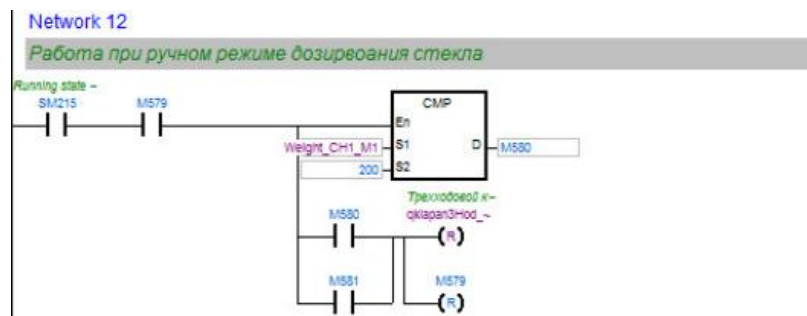 Network 12
Работа при ручном режиме дозирвоания стекла
Running state ~
SM215
M579
CMP
En
Weight_CH1_M1
S1
D
M580
200
S2
Трехходовой к~
M580
qklapan3Hod_~
(R)
M581
M579
(R)